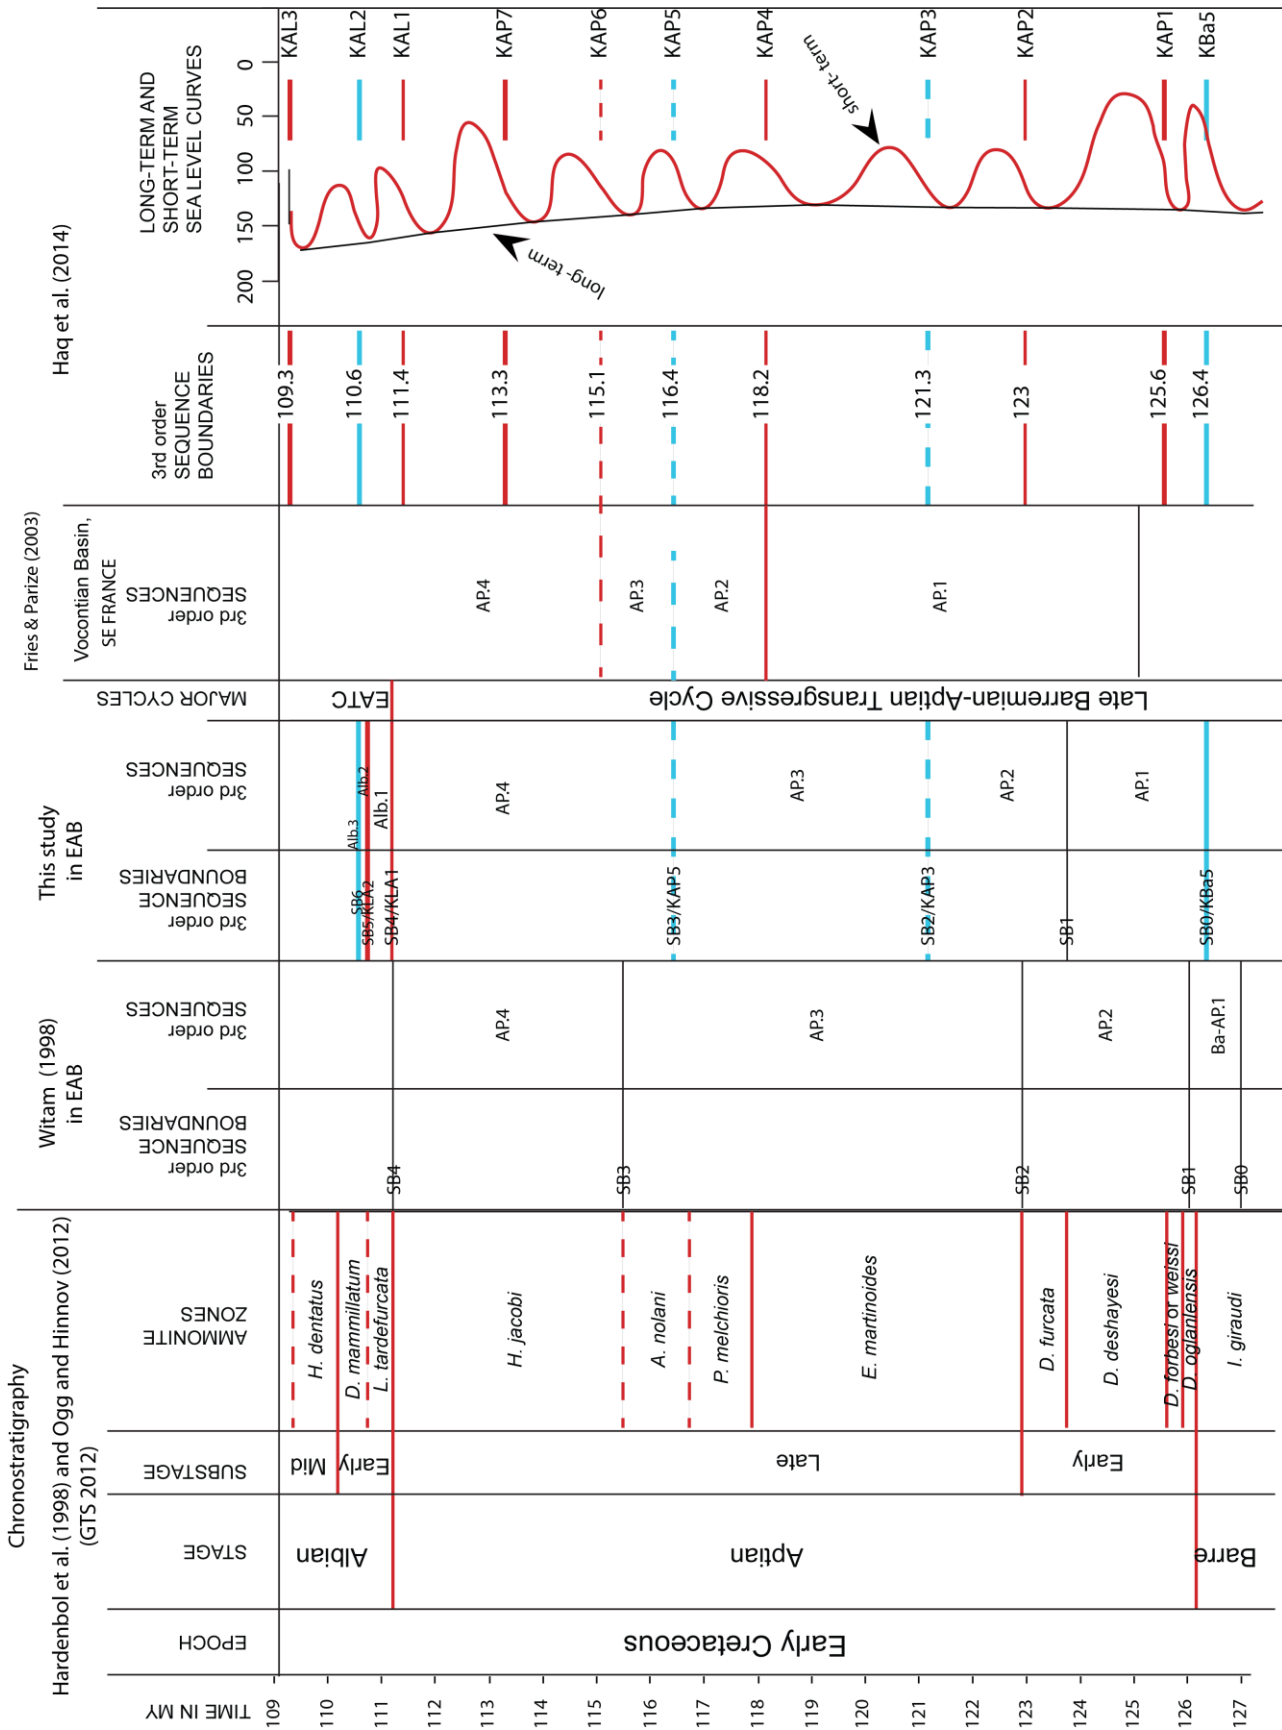 Chronostratigraphy
Hardenbol et al. (1998) and Ogg and Hinnov (2012)
(GTS 2012)
Witam (1998)
in EAB
This study
in EAB
Fries & Parize (2003)
Vocontian Basin,
SE FRANCE
Haq et al. (2014)
TIME IN MY
EPOCH
STAGE
SUBSTAGE
AMMONITE
ZONES
3rd order
SEQUENCE
BOUNDARIES
3rd order
SEQUENCES
3rd order
SEQUENCE
BOUNDARIES
3rd order
SEQUENCES
MAJOR CYCLES
3rd order
SEQUENCES
3rd order
SEQUENCE
BOUNDARIES
LONG-TERM AND
SHORT-TERM
SEA LEVEL CURVES
200
150
100
50
0
109
110
111
112
113
114
115
116
117
118
119
120
121
122
123
124
125
126
127
Early Cretaceous
Albian
Aptian
Barre
Mid
Early
Late
Early
H. dentatus
D. mammillatum
L. tardefurcata
H. jacobi
A. nolani
P. melchioris
E. martinoides
D. furcata
D. deshayesi
D. forbesi or weissi
D. oglanlensis
I. giraudi
SB4
SB3
SB2
SB1
SB0
AP.4
AP.3
AP.2
Ba-AP.1
SB6
SB5/KLA2
SB4/KLA1
SB3/KAP5
SB2/KAP3
SB1
SB0/KBa5
Alb.3
Alb.2
Alb.1
AP.4
AP.3
AP.2
AP.1
EATC
Late Barremian-Aptian Transgressive Cycle
AP.4
AP.3
AP.2
AP.1
109.3
110.6
111.4
113.3
115.1
116.4
118.2
121.3
123
125.6
126.4
long-term
short-term
KAL3
KAL2
KAL1
KAP7
KAP6
KAP5
KAP4
KAP3
KAP2
KAP1
KBa5